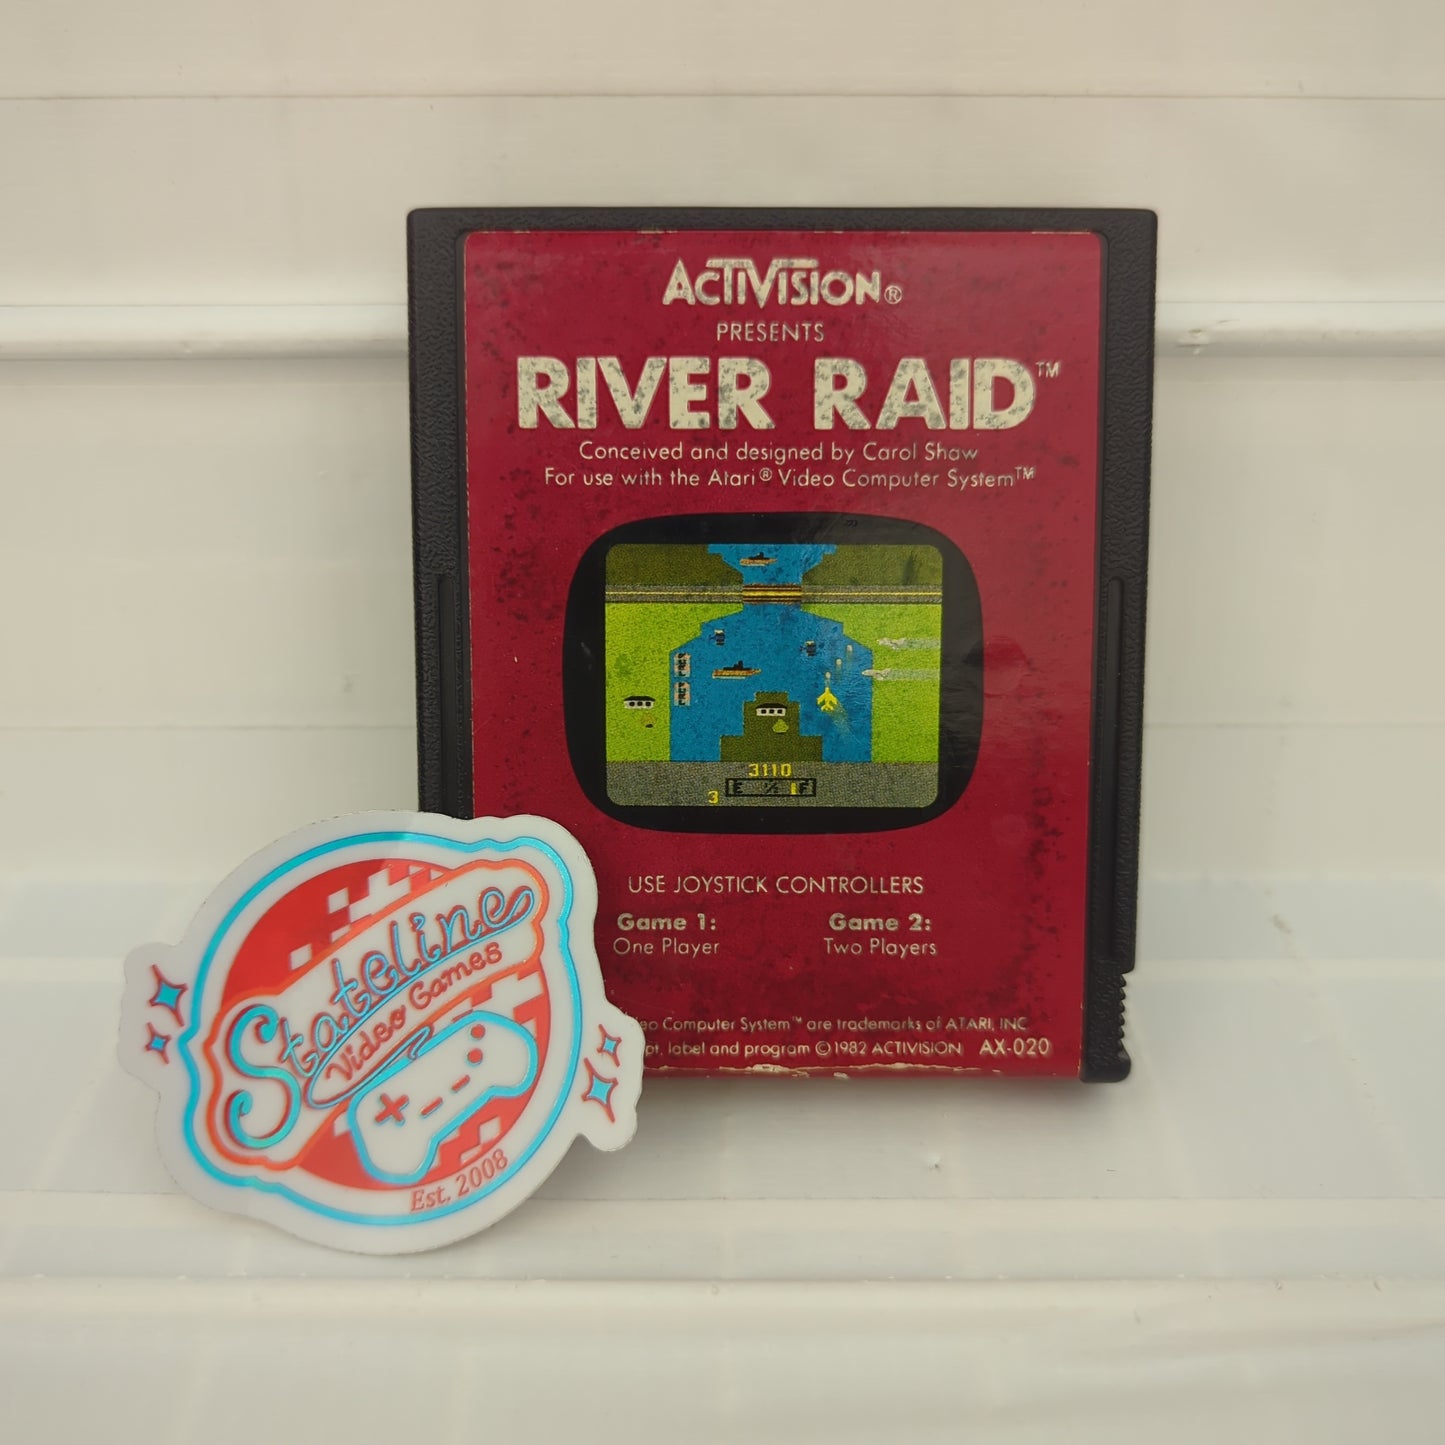 ACTIVISION®
PRESENTS
RIVER RAID™
Conceived and designed by Carol Shaw
For use with the Atari® Video Computer System™
3110
E ½ F
3
USE JOYSTICK CONTROLLERS
Game 1:
One Player
Game 2:
Two Players
Computer System™ are trademarks of ATARI, INC
label and program ©1982 ACTIVISION AX-020
Stateline
Video Games
Est. 2008